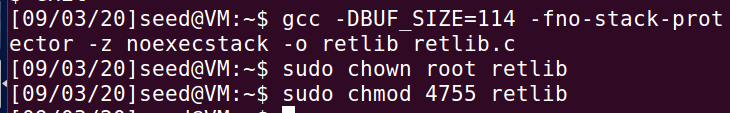 [09/03/20]seed@VM:~$ gcc -DBUF_SIZE=114 -fno-stack-prot
ector -z noexecstack -o retlib retlib.c
[09/03/20]seed@VM:~$ sudo chown root retlib
[09/03/20]seed@VM:~$ sudo chmod 4755 retlib